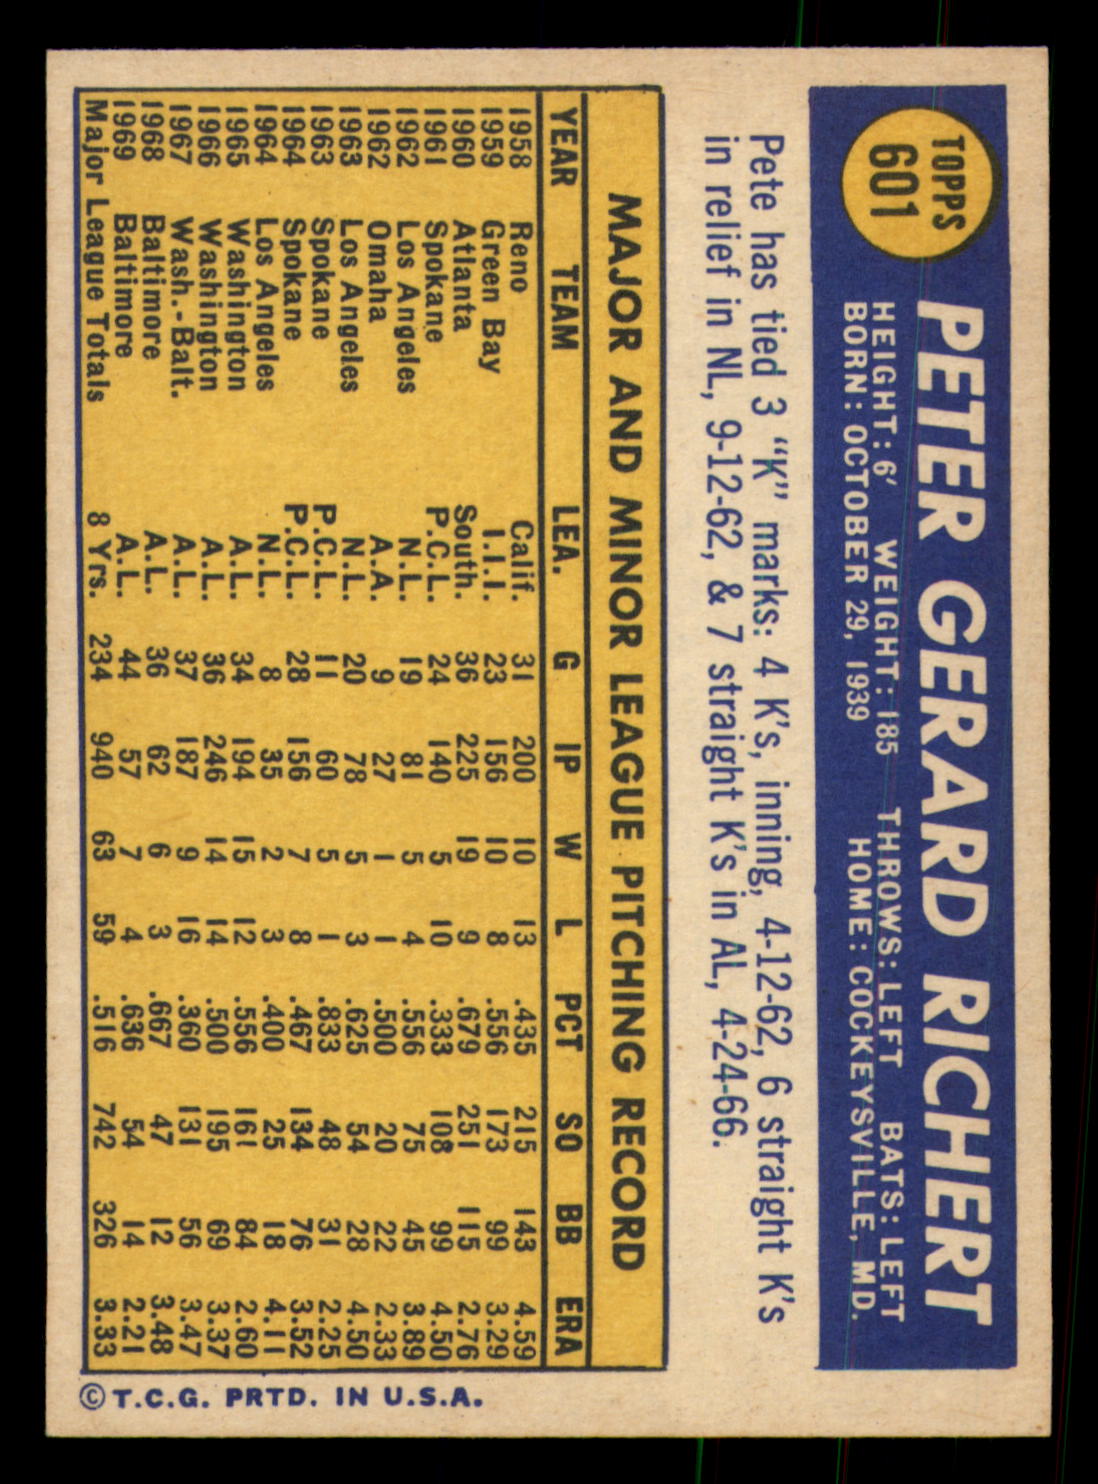 TOPPS
601
PETER GERARD RICHERT
HEIGHT: 6' WEIGHT: 185 THROWS: LEFT BATS: LEFT
BORN: OCTOBER 29, 1939 HOME: COCKEYSVILLE, MD.
Pete has tied 3 "K" marks: 4 K's, inning, 4-12-62, 6 straight K's
in relief in NL, 9-12-62, & 7 straight K's in AL, 4-24-66.
MAJOR AND MINOR LEAGUE PITCHING RECORD
YEAR TEAM LEA. G IP W L PCT SO BB ERA
1958 Reno Calif. 31 200 10 13 .435 215 143 4.59
1959 Green Bay I.I.I. 23 156 10 8 .556 173 99 3.29
1960 Atlanta South. 36 225 19 9 .679 251 115 2.76
1961 Spokane P.C.L. 24 140 5 10 .333 108 99 4.50
1962 Los Angeles N.L. 19 81 5 4 .556 75 45 3.89
1962 Omaha A.A. 9 27 1 1 .500 20 22 2.33
1963 Los Angeles N.L. 20 78 5 3 .625 54 28 4.50
1963 Spokane P.C.L. 11 60 5 1 .833 48 31 2.25
1964 Spokane P.C.L. 28 156 7 8 .467 134 76 3.52
1964 Los Angeles N.L. 8 35 2 3 .400 25 18 4.11
1965 Washington A.L. 34 194 15 12 .556 161 84 2.60
1966 Washington A.L. 36 246 14 14 .500 195 69 3.37
1967 Wash.-Balt. A.L. 37 187 9 16 .360 131 56 3.47
1968 Baltimore A.L. 36 62 6 3 .667 47 12 3.48
1969 Baltimore A.L. 44 57 7 4 .636 54 14 2.21
Major League Totals 8 Yrs. 234 940 63 59 .516 742 326 3.33
© T.C.G. PRTD. IN U.S.A.